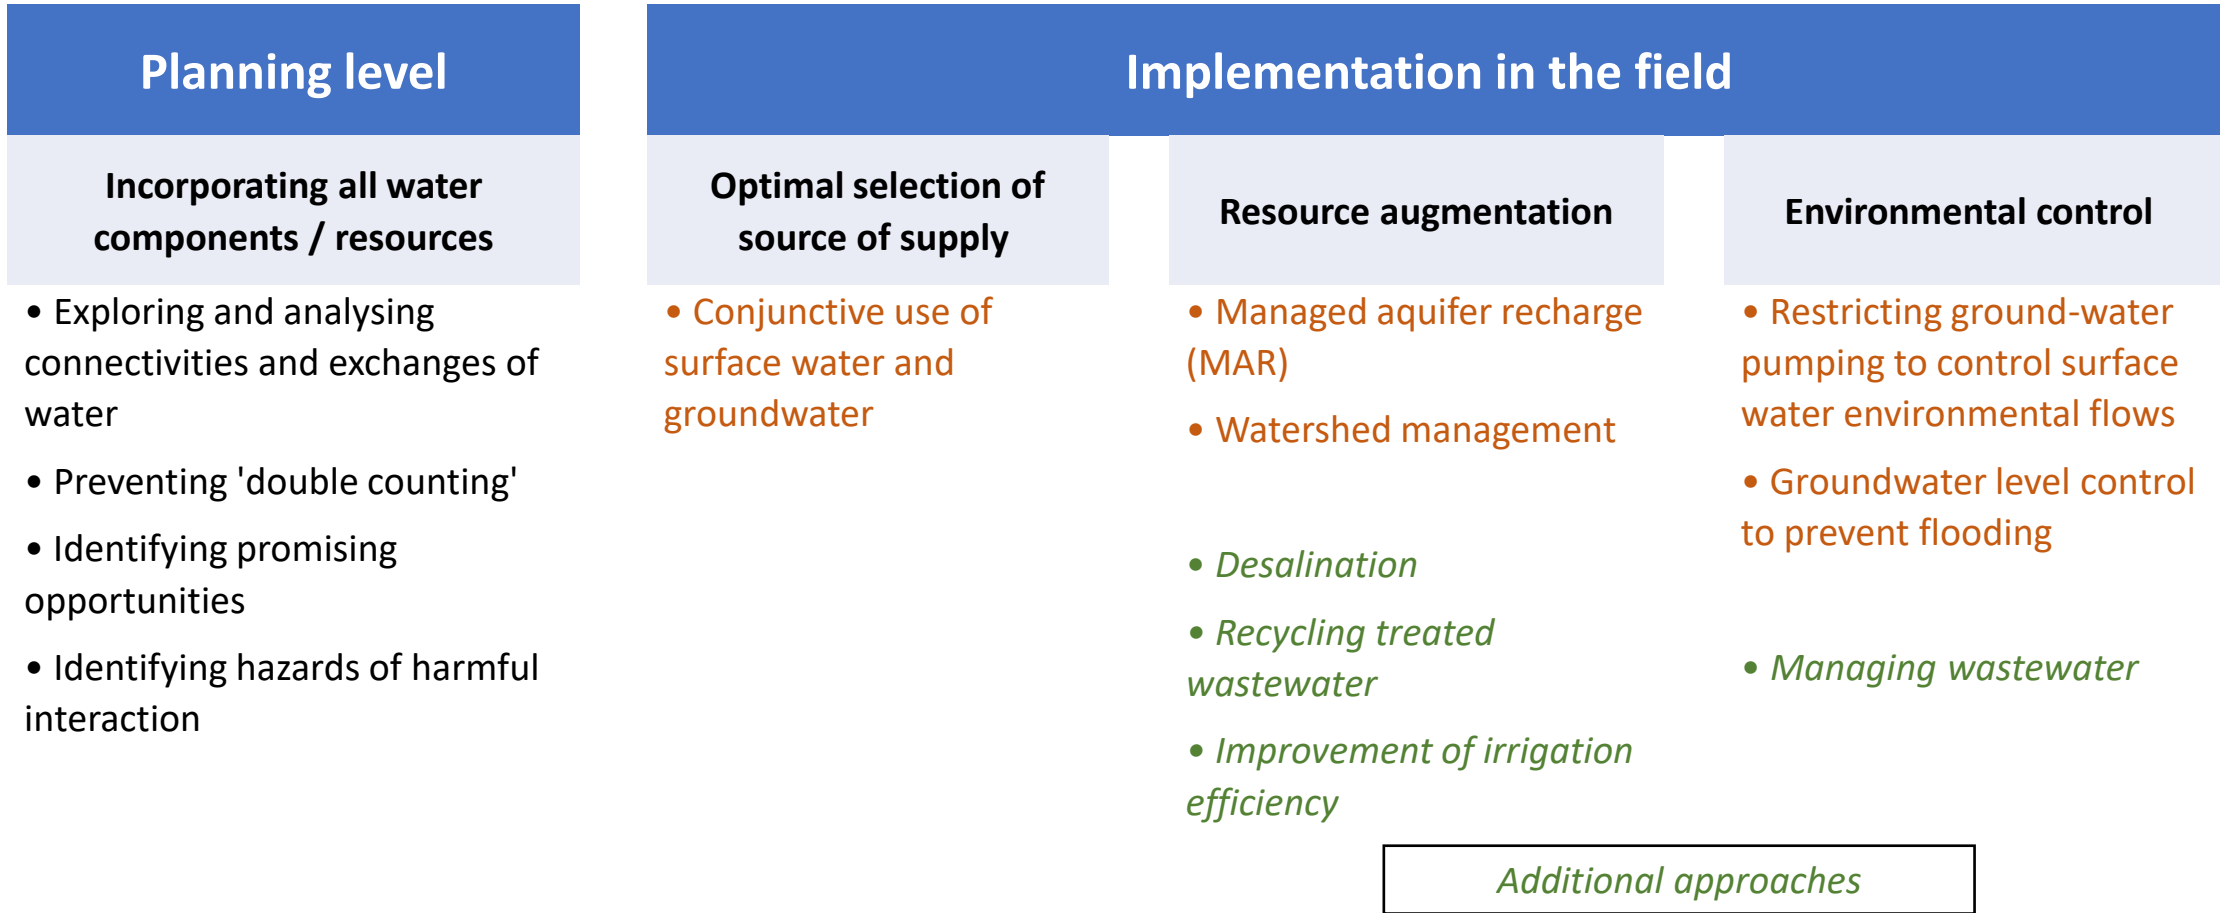 Planning level
Implementation in the field
Incorporating all water
components / resources
Optimal selection of
source of supply
Resource augmentation
Environmental control
• Exploring and analysing
connectivities and exchanges of
water
• Preventing 'double counting'
• Identifying promising
opportunities
• Identifying hazards of harmful
interaction
• Conjunctive use of
surface water and
groundwater
• Managed aquifer recharge
(MAR)
• Watershed management
• Desalination
• Recycling treated
wastewater
• Improvement of irrigation
efficiency
• Restricting ground-water
pumping to control surface
water environmental flows
• Groundwater level control
to prevent flooding
• Managing wastewater
Additional approaches